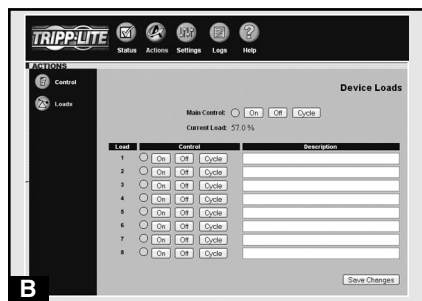 TRIPP·LITE
Status Actions Settings Logs Help
ACTIONS
Control
Loads
Device Loads
Main Control: On Off Cycle
Current Load: 57.0 %
Load Control Description
1 On Off Cycle
2 On Off Cycle
3 On Off Cycle
4 On Off Cycle
5 On Off Cycle
6 On Off Cycle
7 On Off Cycle
8 On Off Cycle
Save Changes
B